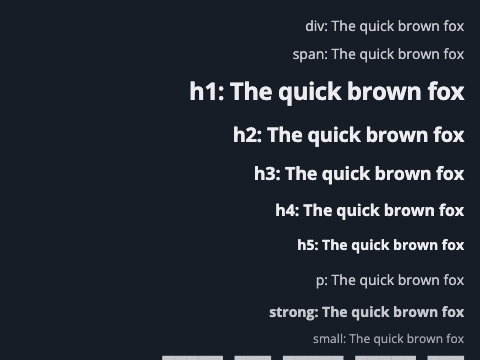 div: The quick brown fox
span: The quick brown fox
h1: The quick brown fox
h2: The quick brown fox
h3: The quick brown fox
h4: The quick brown fox
h5: The quick brown fox
p: The quick brown fox
strong: The quick brown fox
small: The quick brown fox